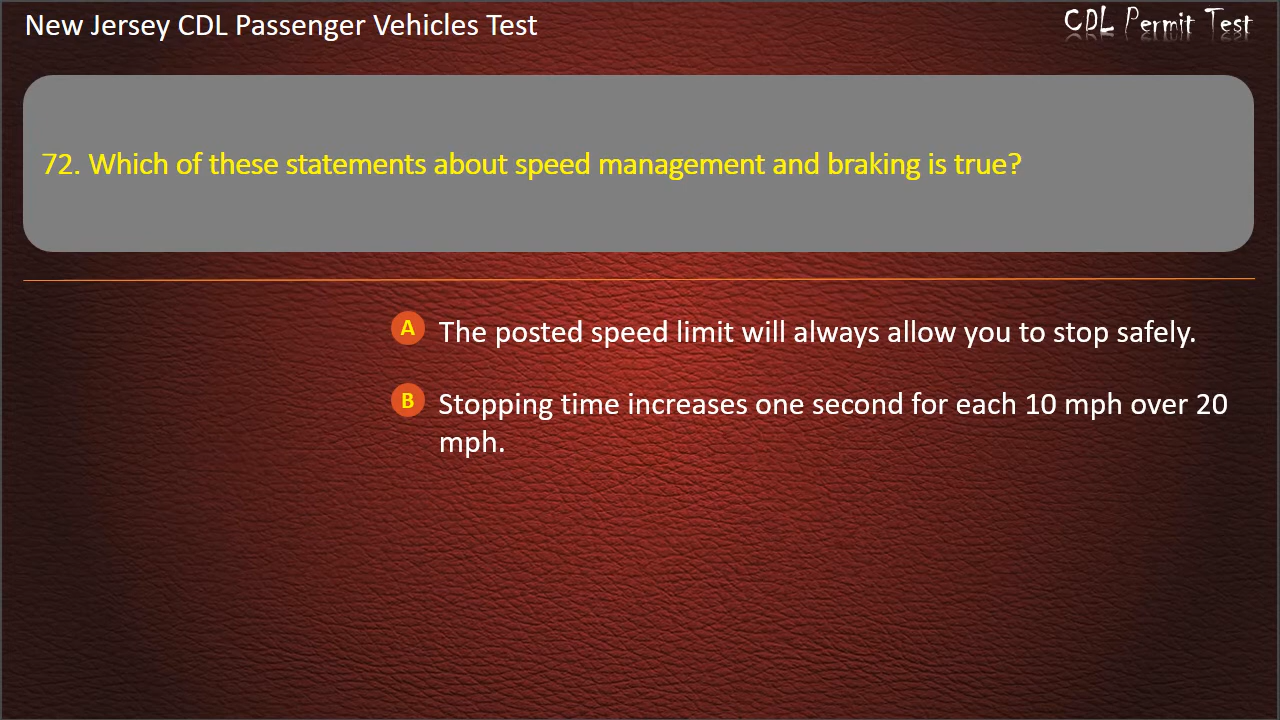 New Jersey CDL Passenger Vehicles Test
CDL Permit Test
72. Which of these statements about speed management and braking is true?
A The posted speed limit will always allow you to stop safely.
B Stopping time increases one second for each 10 mph over 20
mph.